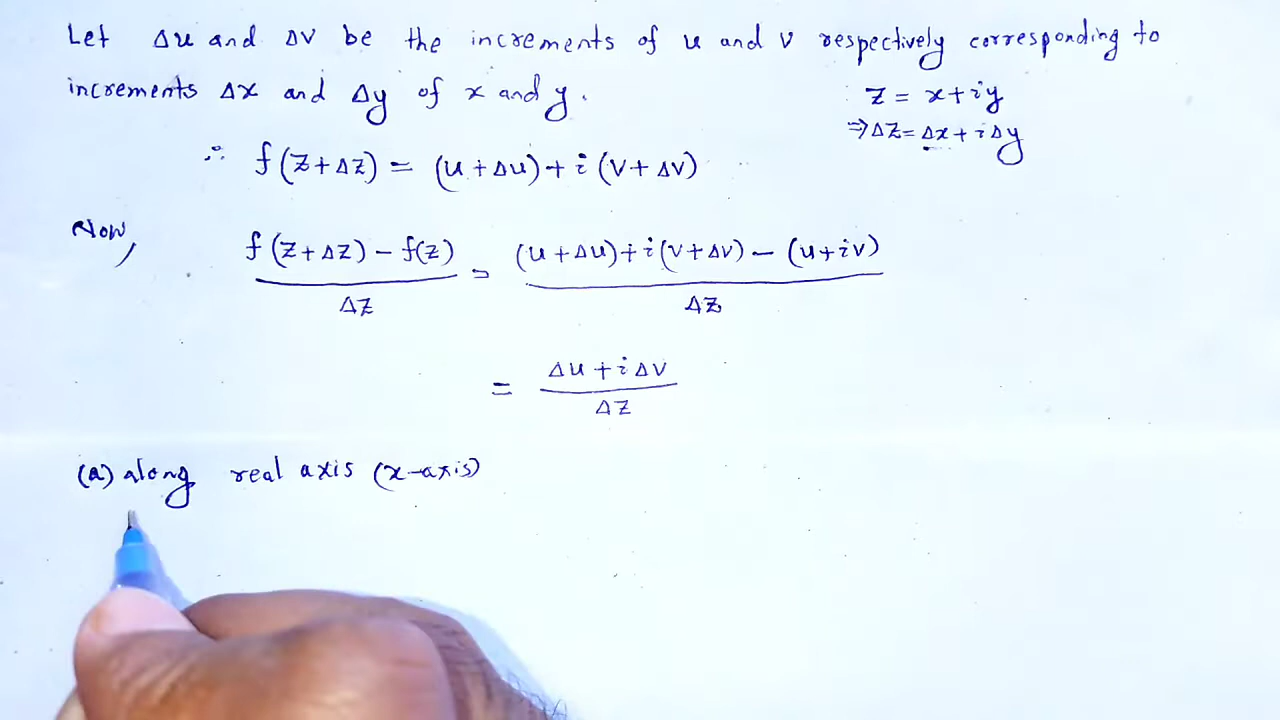 Let Δu and Δv be the increments of u and v respectively corresponding to
increments Δx and Δy of x and y.
z = x+iy
⇒Δz = Δx+iΔy
∴ f(z+Δz) = (u+Δu)+i(v+Δv)
Now, (f(z+Δz) − f(z))/Δz = ((u+Δu)+i(v+Δv) − (u+iv))/Δz
= (Δu+iΔv)/Δz
(a) along real axis (x-axis)